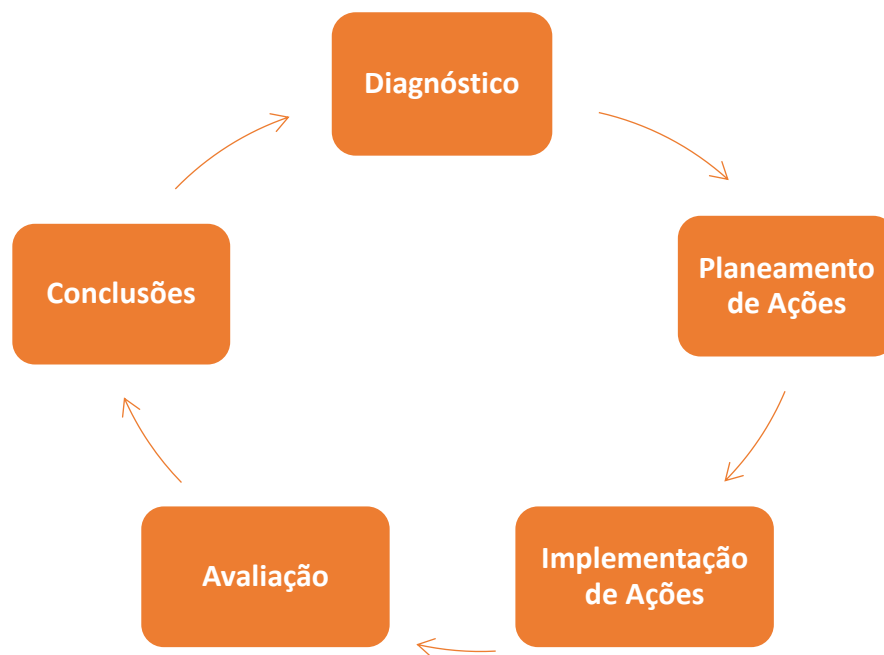 Diagnóstico
Planeamento
de Ações
Implementação
de Ações
Avaliação
Conclusões